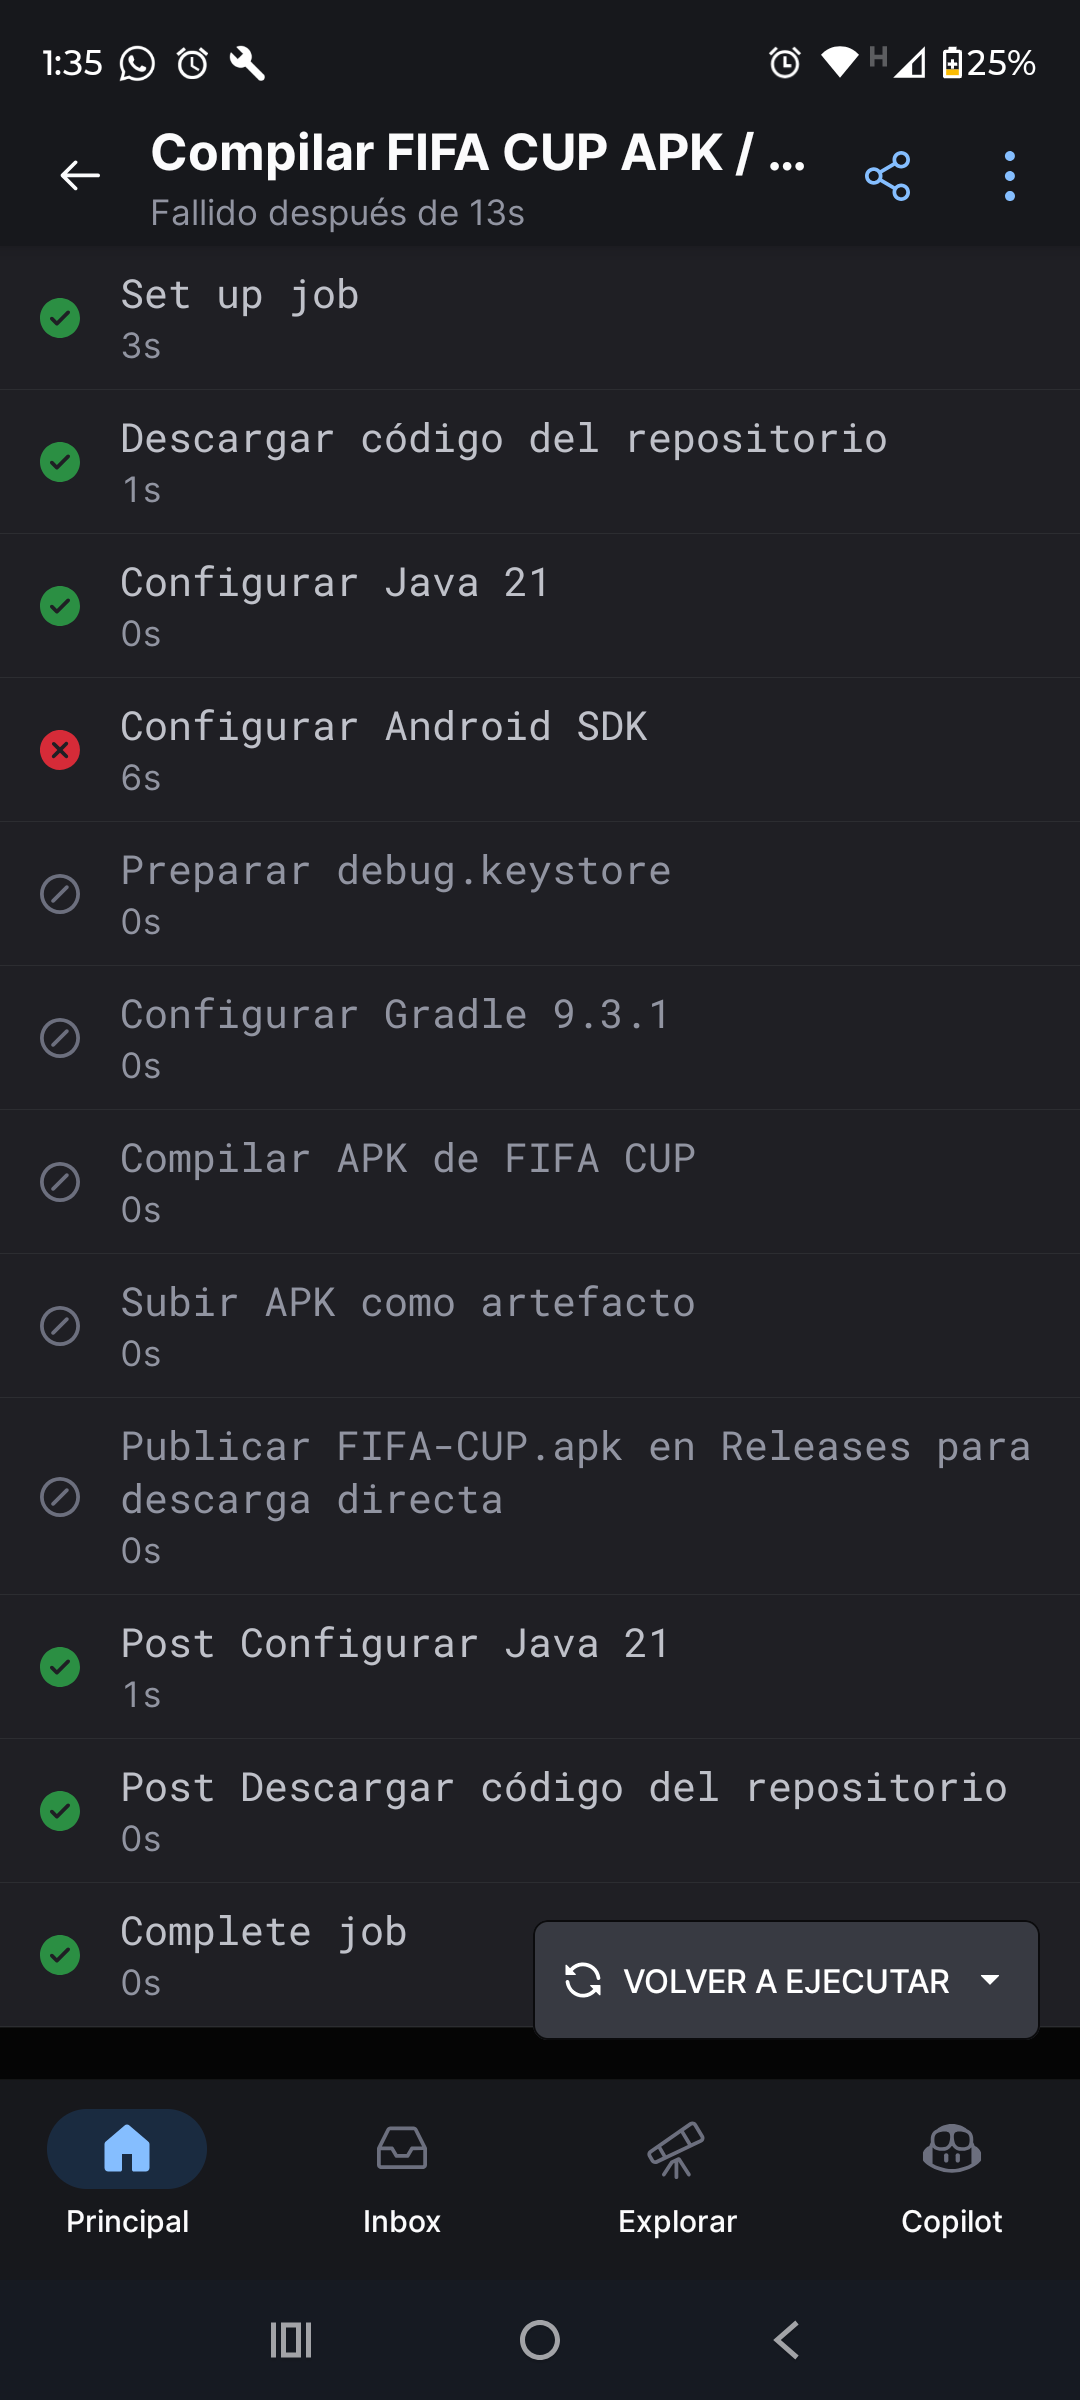 1:35
H
25%
Compilar FIFA CUP APK / ...
Fallido después de 13s
Set up job
3s
Descargar código del repositorio
1s
Configurar Java 21
0s
Configurar Android SDK
6s
Preparar debug.keystore
0s
Configurar Gradle 9.3.1
0s
Compilar APK de FIFA CUP
0s
Subir APK como artefacto
0s
Publicar FIFA-CUP.apk en Releases para
descarga directa
0s
Post Configurar Java 21
1s
Post Descargar código del repositorio
0s
Complete job
0s
VOLVER A EJECUTAR
Principal
Inbox
Explorar
Copilot